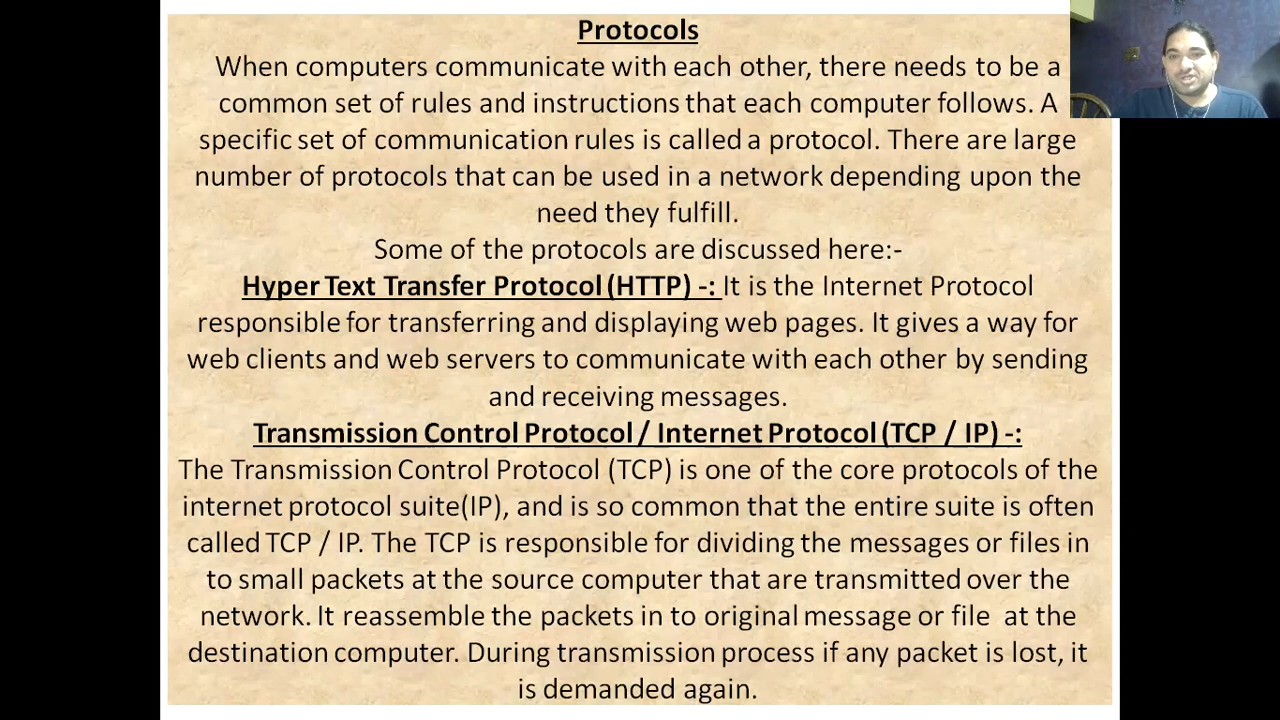 Protocols
When computers communicate with each other, there needs to be a
common set of rules and instructions that each computer follows. A
specific set of communication rules is called a protocol. There are large
number of protocols that can be used in a network depending upon the
need they fulfill.
Some of the protocols are discussed here:-
Hyper Text Transfer Protocol (HTTP) -: It is the Internet Protocol
responsible for transferring and displaying web pages. It gives a way for
web clients and web servers to communicate with each other by sending
and receiving messages.
Transmission Control Protocol / Internet Protocol (TCP / IP) -:
The Transmission Control Protocol (TCP) is one of the core protocols of the
internet protocol suite(IP), and is so common that the entire suite is often
called TCP / IP. The TCP is responsible for dividing the messages or files in
to small packets at the source computer that are transmitted over the
network. It reassemble the packets in to original message or file at the
destination computer. During transmission process if any packet is lost, it
is demanded again.